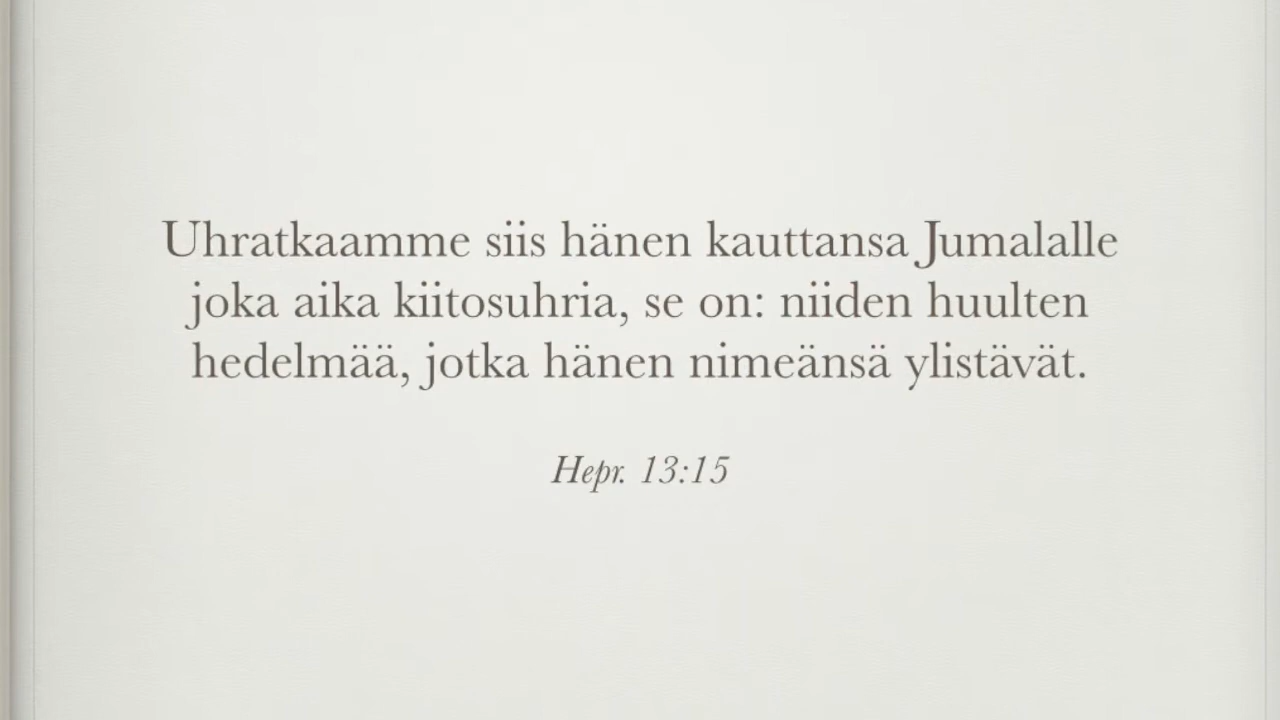 Uhratkaamme siis hänen kauttansa Jumalalle
joka aika kiitosuhria, se on: niiden huulten
hedelmää, jotka hänen nimeänsä ylistävät.
Hepr. 13:15